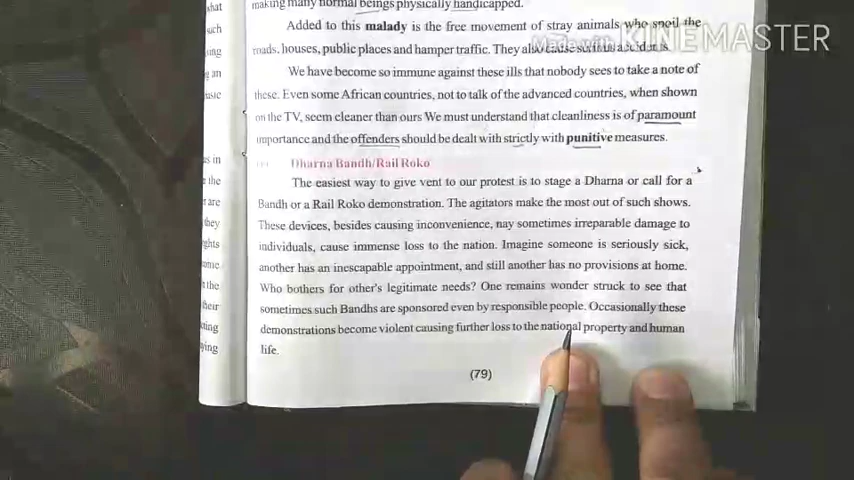 making many normal beings physically handicapped.
Added to this malady is the free movement of stray animals who spoil the
roads, houses, public places and hamper traffic. They also cause serious accidents.
Made with KINEMASTER
We have become so immune against these ills that nobody sees to take a note of
these. Even some African countries, not to talk of the advanced countries, when shown
on the TV, seem cleaner than ours We must understand that cleanliness is of paramount
importance and the offenders should be dealt with strictly with punitive measures.
Dharna Bandh/Rail Roko
The easiest way to give vent to our protest is to stage a Dharna or call for a
Bandh or a Rail Roko demonstration. The agitators make the most out of such shows.
These devices, besides causing inconvenience, nay sometimes irreparable damage to
individuals, cause immense loss to the nation. Imagine someone is seriously sick,
another has an inescapable appointment, and still another has no provisions at home.
Who bothers for other's legitimate needs? One remains wonder struck to see that
sometimes such Bandhs are sponsored even by responsible people. Occasionally these
demonstrations become violent causing further loss to the national property and human
life.
(79)